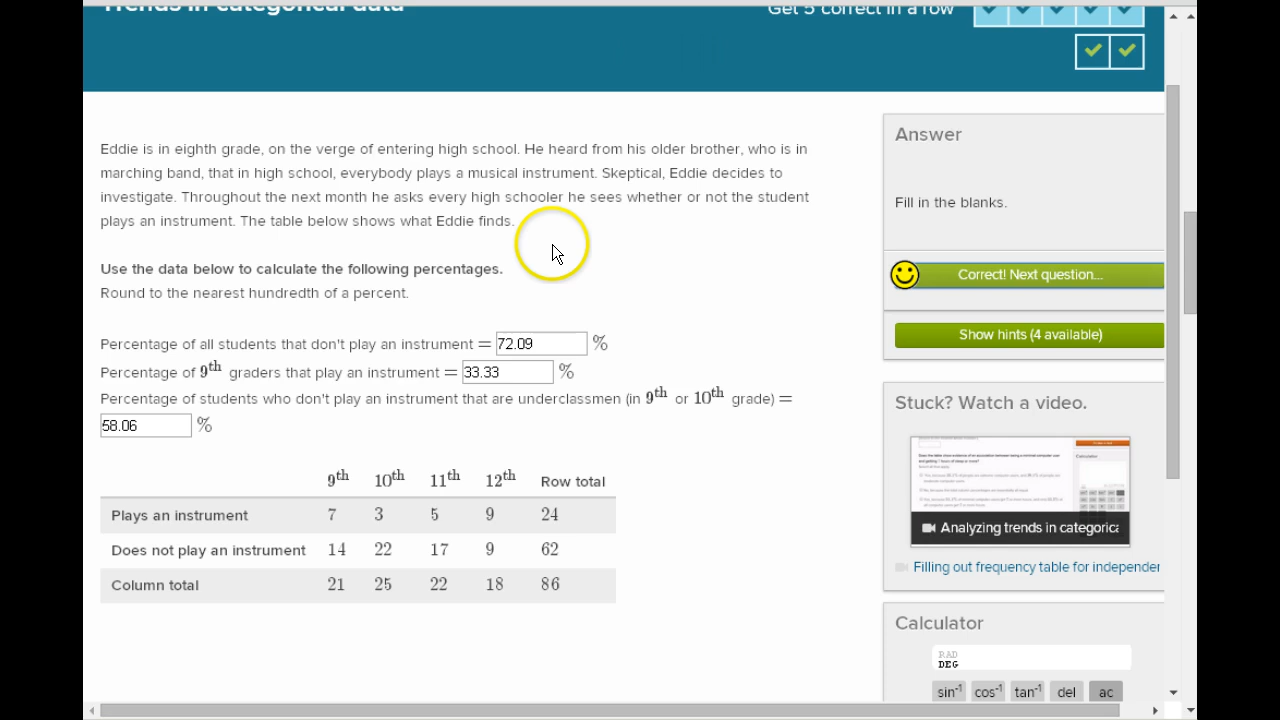 Trends in categorical data
Get 5 correct in a row
Eddie is in eighth grade, on the verge of entering high school. He heard from his older brother, who is in
marching band, that in high school, everybody plays a musical instrument. Skeptical, Eddie decides to
investigate. Throughout the next month he asks every high schooler he sees whether or not the student
plays an instrument. The table below shows what Eddie finds.
Use the data below to calculate the following percentages.
Round to the nearest hundredth of a percent.
Percentage of all students that don't play an instrument = 72.09 %
Percentage of 9th graders that play an instrument = 33.33 %
Percentage of students who don't play an instrument that are underclassmen (in 9th or 10th grade) =
58.06 %
9th 10th 11th 12th Row total
Plays an instrument 7 3 5 9 24
Does not play an instrument 14 22 17 9 62
Column total 21 25 22 18 86
Answer
Fill in the blanks.
Correct! Next question...
Show hints (4 available)
Stuck? Watch a video.
Analyzing trends in categorica
Filling out frequency table for independer
Calculator
RAD
DEG
sin-1 cos-1 tan-1 del ac